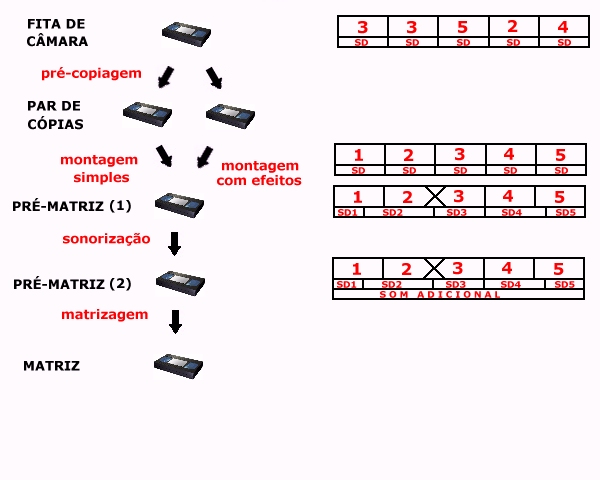 FITA DE
CÂMARA
3 3 5 2 4
SD SD SD SD SD
pré-copiagem
PAR DE
CÓPIAS
montagem
simples
montagem
com efeitos
1 2 3 4 5
SD SD SD SD SD
PRÉ-MATRIZ (1)
1 2 3 4 5
SD1 SD2 SD3 SD4 SD5
sonorização
PRÉ-MATRIZ (2)
1 2 3 4 5
SD1 SD2 SD3 SD4 SD5
SOM ADICIONAL
matrizagem
MATRIZ